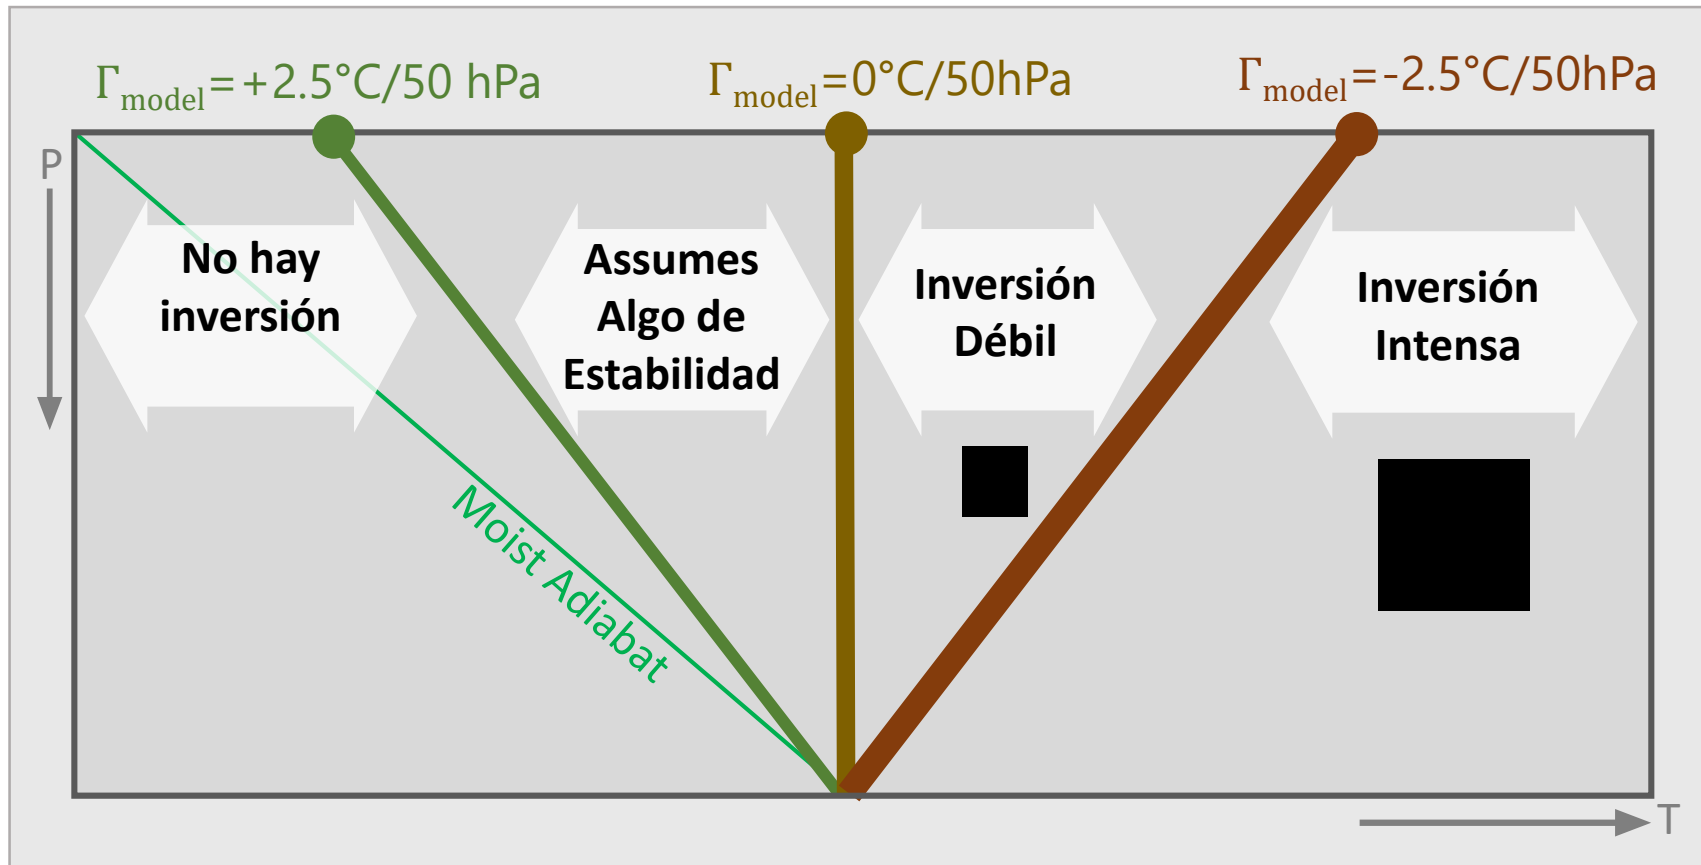 Γmodel=+2.5°C/50 hPa
Γmodel=0°C/50hPa
Γmodel=-2.5°C/50hPa
P
No hay
inversión
Assumes
Algo de
Estabilidad
Inversión
Débil
Inversión
Intensa
Moist Adiabat
T